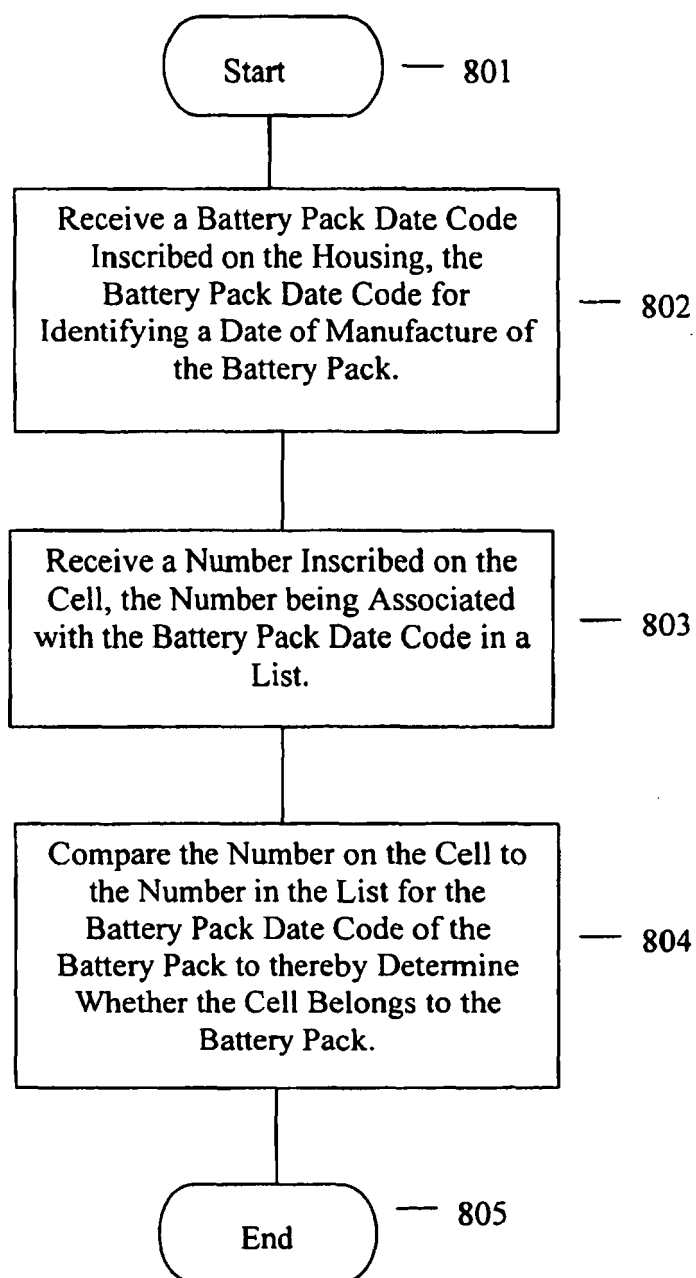 Start
801
Receive a Battery Pack Date Code
Inscribed on the Housing, the
Battery Pack Date Code for
Identifying a Date of Manufacture of
the Battery Pack.
802
Receive a Number Inscribed on the
Cell, the Number being Associated
with the Battery Pack Date Code in a
List.
803
Compare the Number on the Cell to
the Number in the List for the
Battery Pack Date Code of the
Battery Pack to thereby Determine
Whether the Cell Belongs to the
Battery Pack.
804
End
805